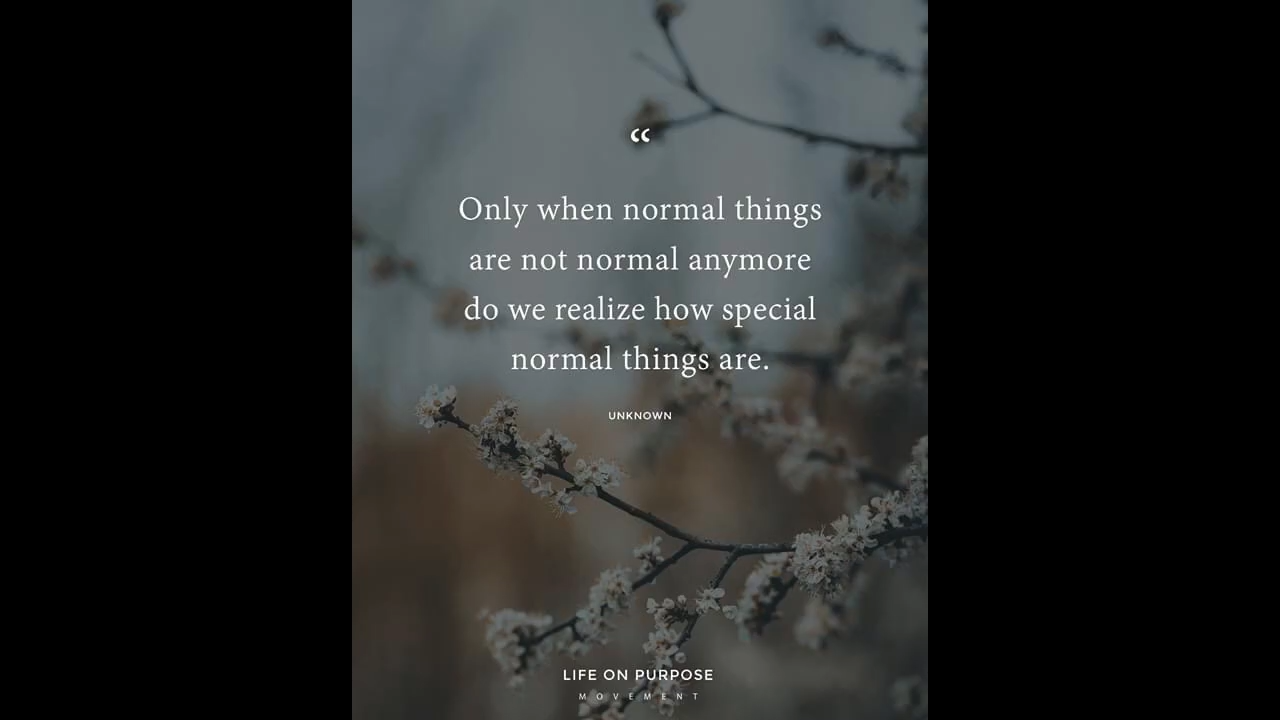 “
Only when normal things
are not normal anymore
do we realize how special
normal things are.
UNKNOWN
LIFE ON PURPOSE
MOVEMENT